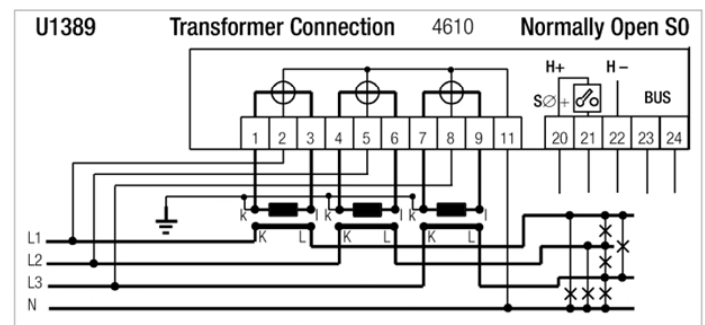 U1389 Transformer Connection 4610 Normally Open S0
H+ H –
S∅ + BUS
1 2 3 4 5 6 7 8 9 11 20 21 22 23 24
k l k l k l
L1 K L K L K L
L2
L3
N